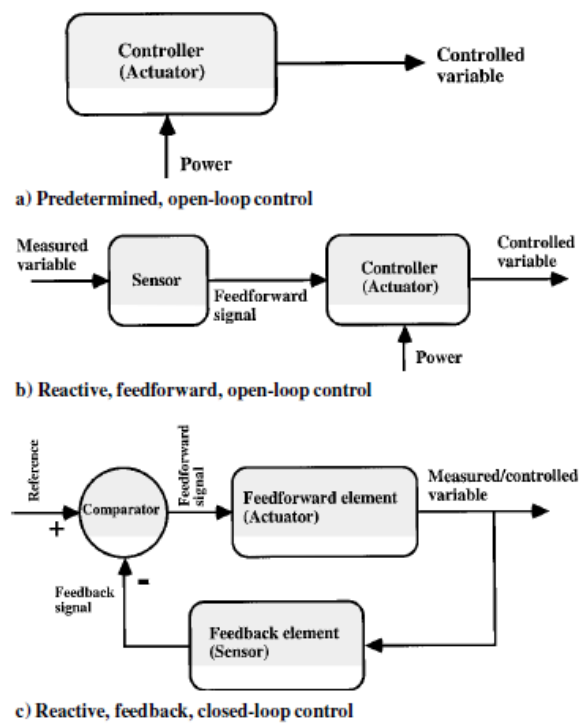 Controller
(Actuator)
Controlled
variable
Power
a) Predetermined, open-loop control
Measured
variable
Sensor
Feedforward
signal
Controller
(Actuator)
Controlled
variable
Power
b) Reactive, feedforward, open-loop control
Reference
+
Comparator
Feedforward
signal
Feedforward element
(Actuator)
Measured/controlled
variable
-
Feedback
signal
Feedback element
(Sensor)
c) Reactive, feedback, closed-loop control